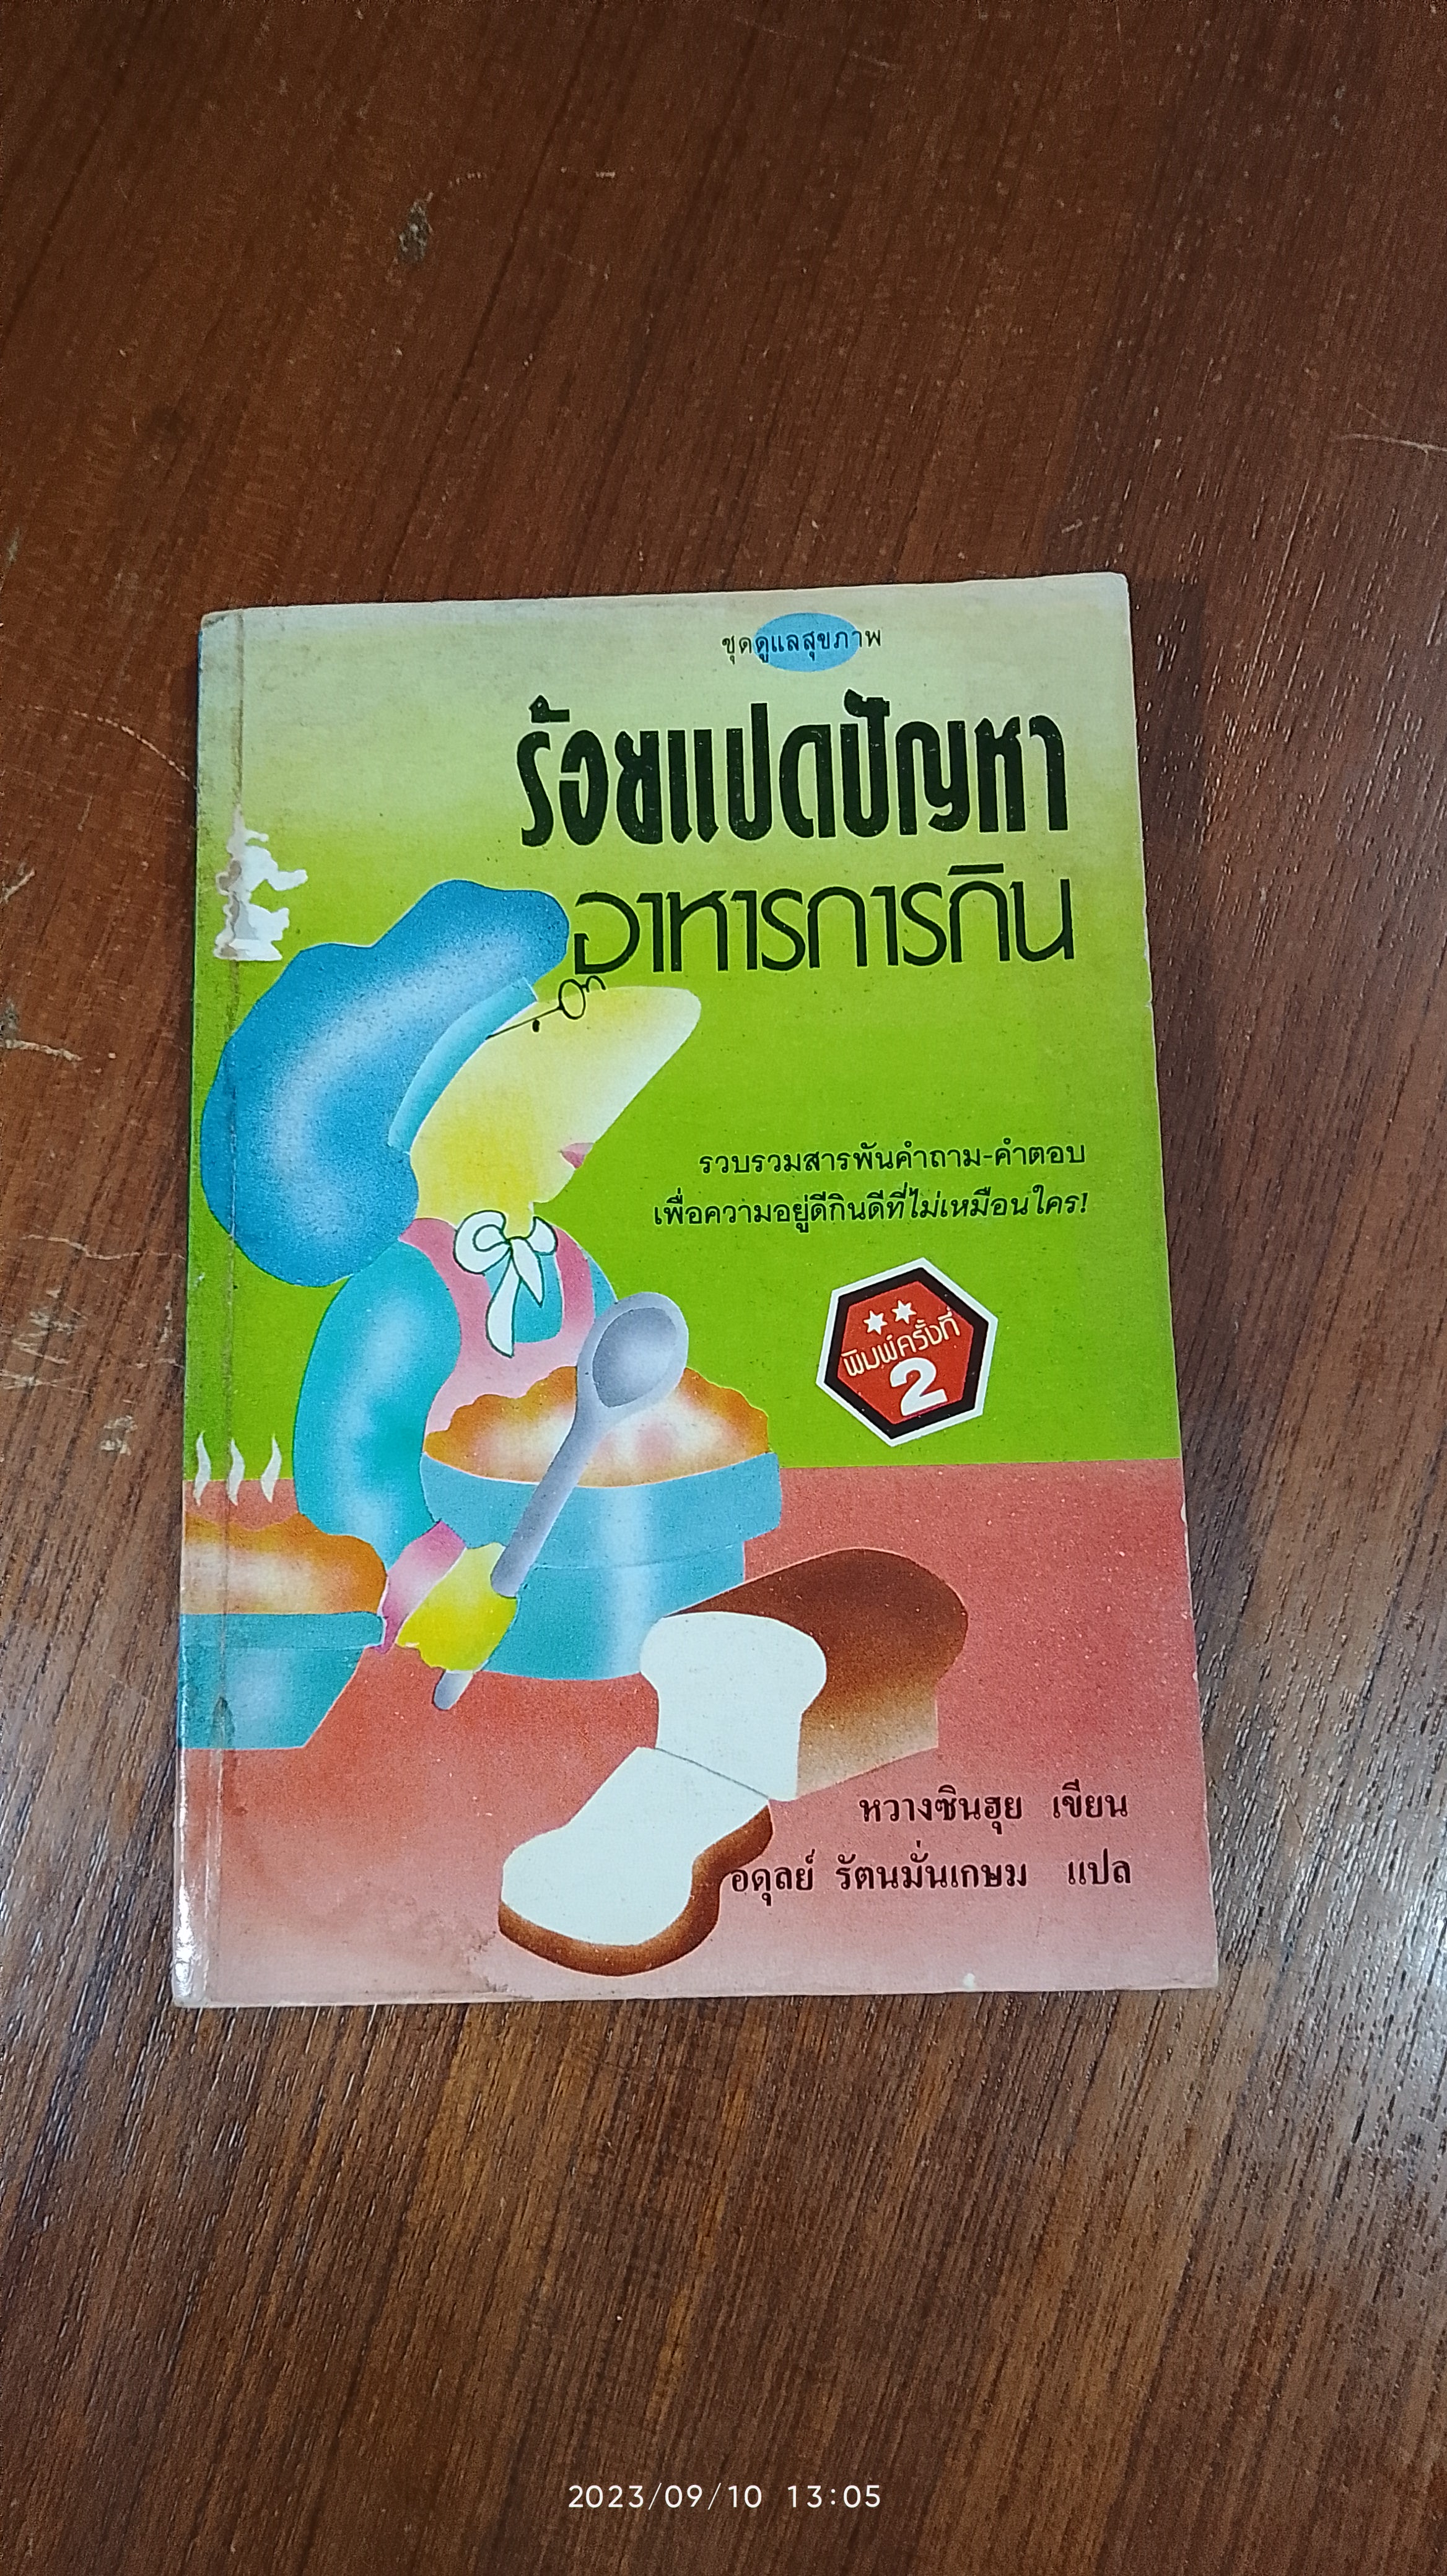 ชุดดูแลสุขภาพ
ร้อยแปดปัญหา
อาหารการกิน
รวบรวมสารพันคำถาม-คำตอบ
เพื่อความอยู่ดีกินดีที่ไม่เหมือนใคร!
พิมพ์ครั้งที่
2
หวางซินฮุย เขียน
อดุลย์ รัตนมั่นเกษม แปล
2023/09/10 13:05